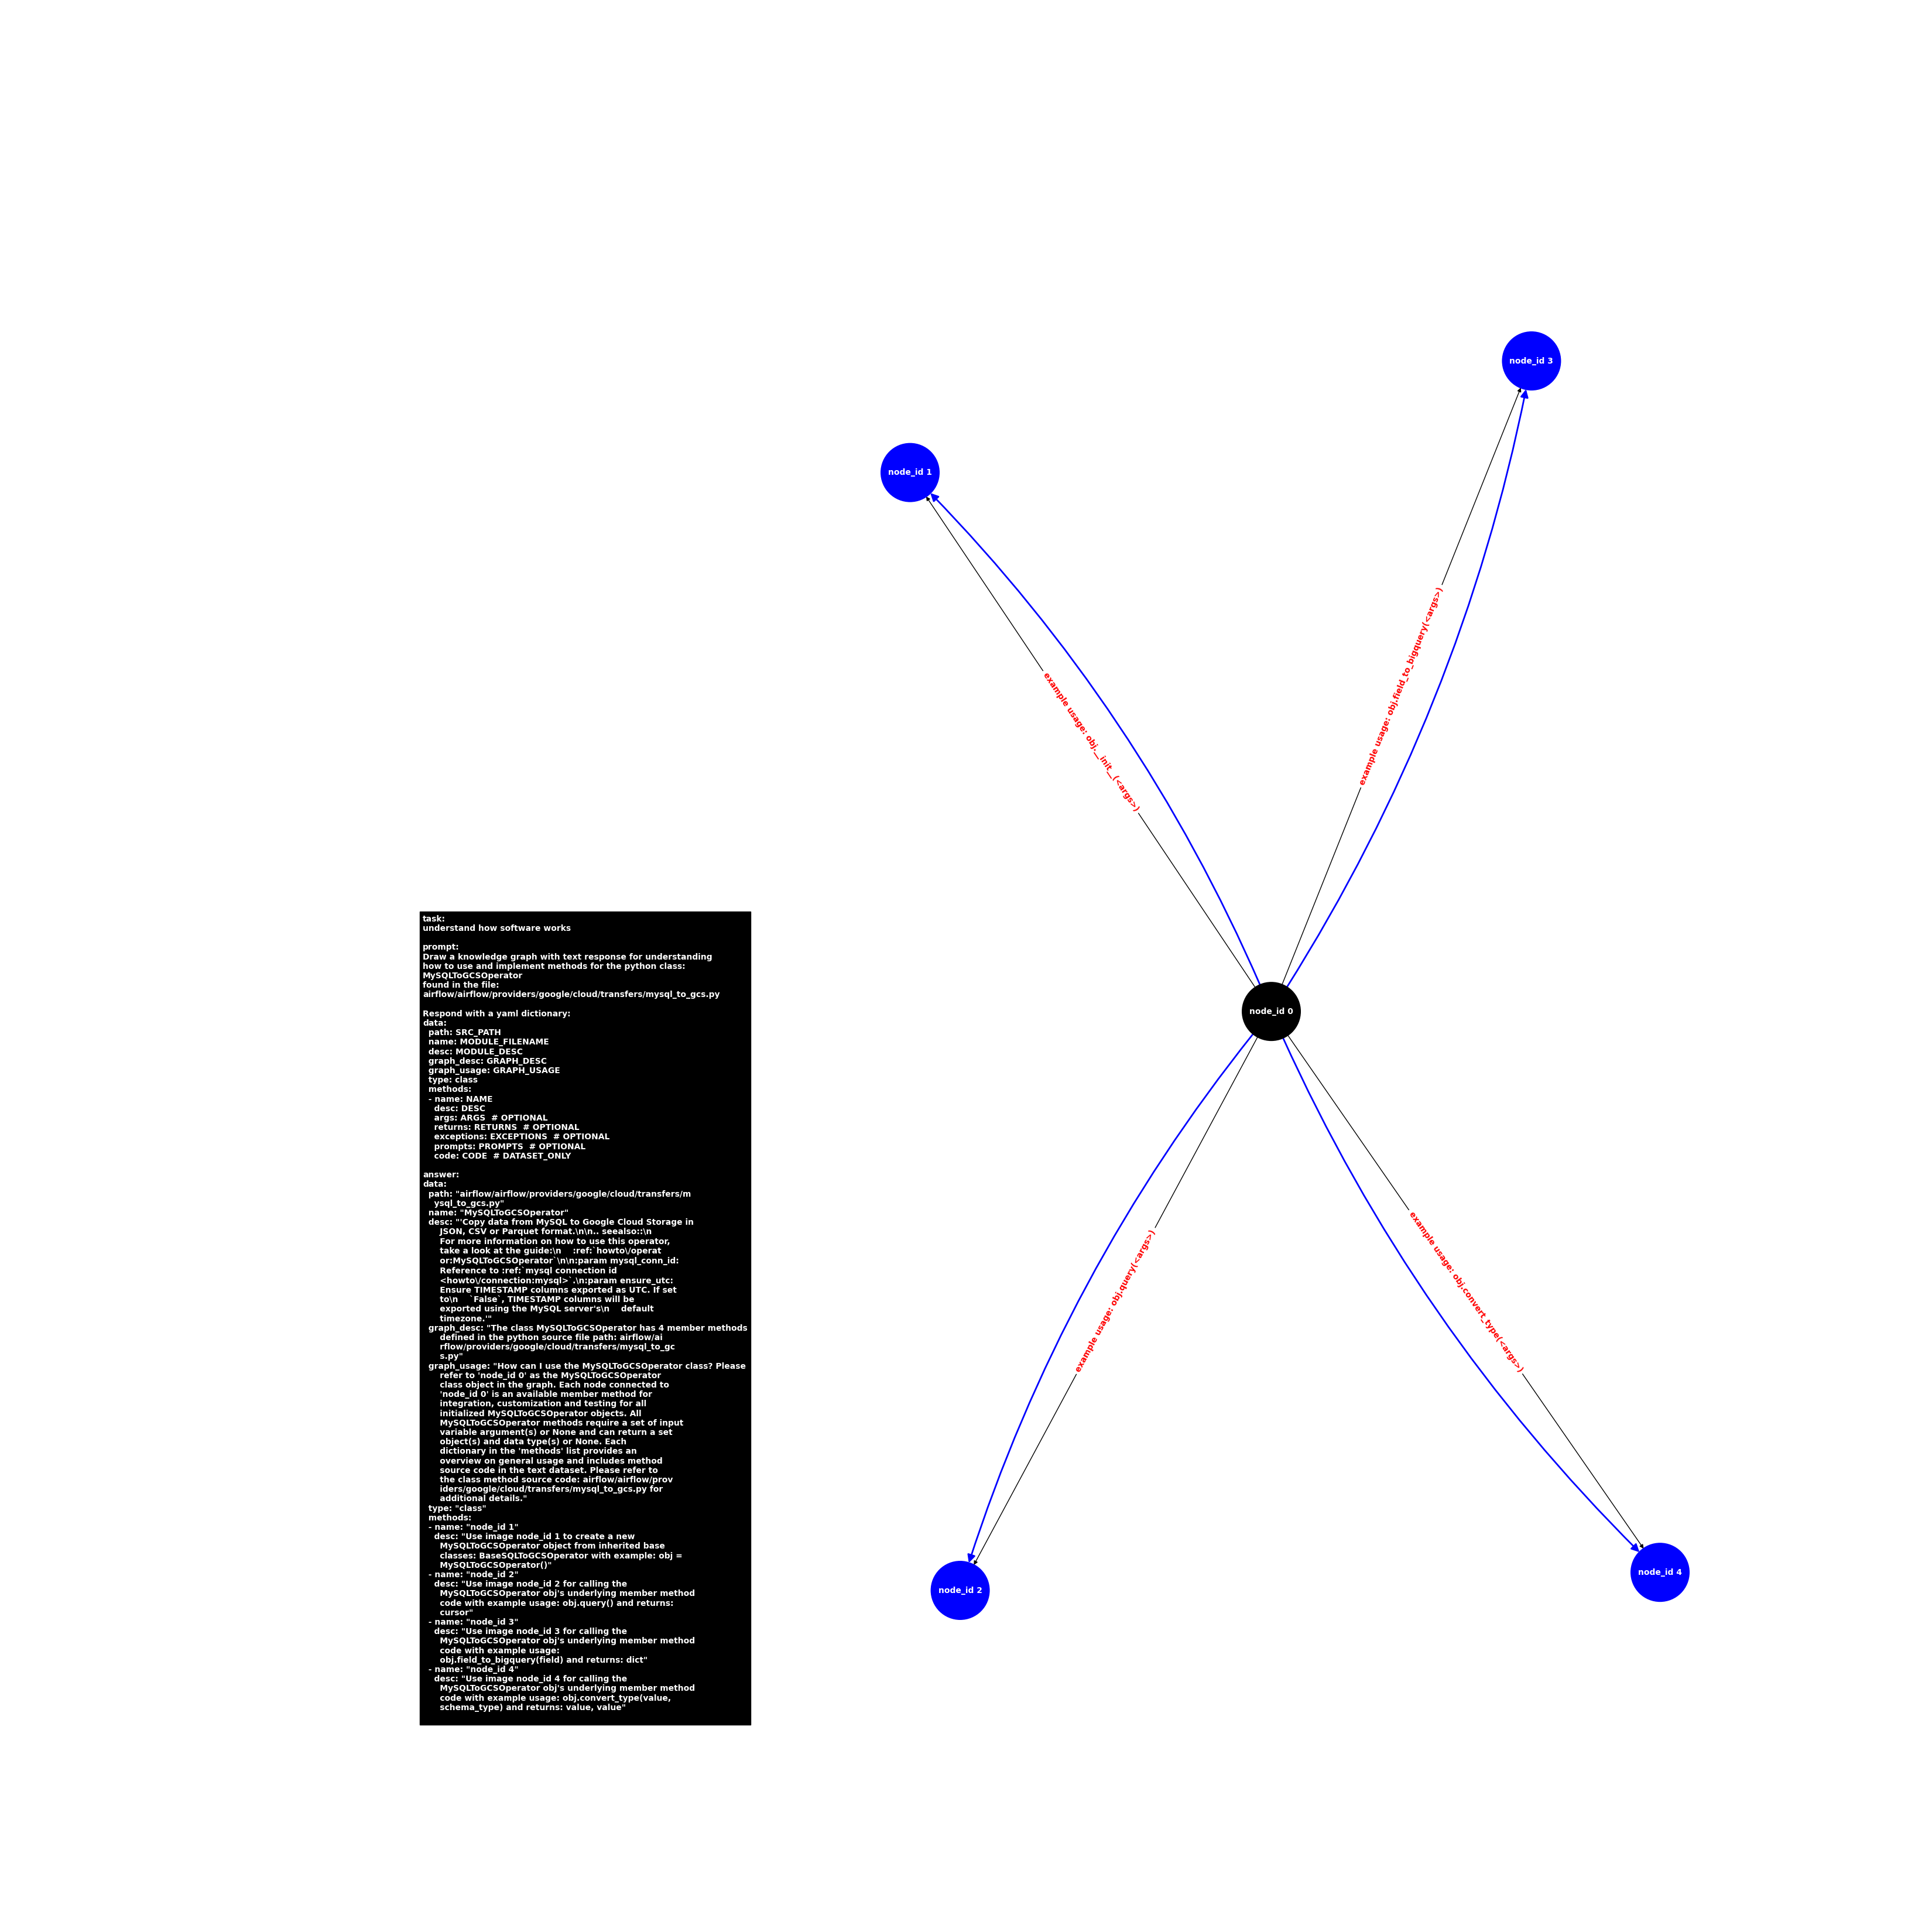 node_id 3
node_id 1
example usage: obj.field_to_bigquery(<args>)
example usage: obj.__init__(<args>)
node_id 0
example usage: obj.query(<args>)
example usage: obj.convert_type(<args>)
node_id 4
node_id 2
task:
understand how software works

prompt:
Draw a knowledge graph with text response for understanding
how to use and implement methods for the python class:
MySQLToGCSOperator
found in the file:
airflow/airflow/providers/google/cloud/transfers/mysql_to_gcs.py

Respond with a yaml dictionary:
data:
  path: SRC_PATH
  name: MODULE_FILENAME
  desc: MODULE_DESC
  graph_desc: GRAPH_DESC
  graph_usage: GRAPH_USAGE
  type: class
  methods:
  - name: NAME
    desc: DESC
    args: ARGS  # OPTIONAL
    returns: RETURNS  # OPTIONAL
    exceptions: EXCEPTIONS  # OPTIONAL
    prompts: PROMPTS  # OPTIONAL
    code: CODE  # DATASET_ONLY

answer:
data:
  path: "airflow/airflow/providers/google/cloud/transfers/m
    ysql_to_gcs.py"
  name: "MySQLToGCSOperator"
  desc: "'Copy data from MySQL to Google Cloud Storage in
      JSON, CSV or Parquet format.\n\n.. seealso::\n
      For more information on how to use this operator,
      take a look at the guide:\n    :ref:`howto\/operat
      or:MySQLToGCSOperator`\n\n:param mysql_conn_id:
      Reference to :ref:`mysql connection id
      <howto\/connection:mysql>`.\n:param ensure_utc:
      Ensure TIMESTAMP columns exported as UTC. If set
      to\n    `False`, TIMESTAMP columns will be
      exported using the MySQL server's\n    default
      timezone.'"
  graph_desc: "The class MySQLToGCSOperator has 4 member methods
      defined in the python source file path: airflow/ai
      rflow/providers/google/cloud/transfers/mysql_to_gc
      s.py"
  graph_usage: "How can I use the MySQLToGCSOperator class? Please
      refer to 'node_id 0' as the MySQLToGCSOperator
      class object in the graph. Each node connected to
      'node_id 0' is an available member method for
      integration, customization and testing for all
      initialized MySQLToGCSOperator objects. All
      MySQLToGCSOperator methods require a set of input
      variable argument(s) or None and can return a set
      object(s) and data type(s) or None. Each
      dictionary in the 'methods' list provides an
      overview on general usage and includes method
      source code in the text dataset. Please refer to
      the class method source code: airflow/airflow/prov
      iders/google/cloud/transfers/mysql_to_gcs.py for
      additional details."
  type: "class"
  methods:
  - name: "node_id 1"
    desc: "Use image node_id 1 to create a new
      MySQLToGCSOperator object from inherited base
      classes: BaseSQLToGCSOperator with example: obj =
      MySQLToGCSOperator()"
  - name: "node_id 2"
    desc: "Use image node_id 2 for calling the
      MySQLToGCSOperator obj's underlying member method
      code with example usage: obj.query() and returns:
      cursor"
  - name: "node_id 3"
    desc: "Use image node_id 3 for calling the
      MySQLToGCSOperator obj's underlying member method
      code with example usage:
      obj.field_to_bigquery(field) and returns: dict"
  - name: "node_id 4"
    desc: "Use image node_id 4 for calling the
      MySQLToGCSOperator obj's underlying member method
      code with example usage: obj.convert_type(value,
      schema_type) and returns: value, value"